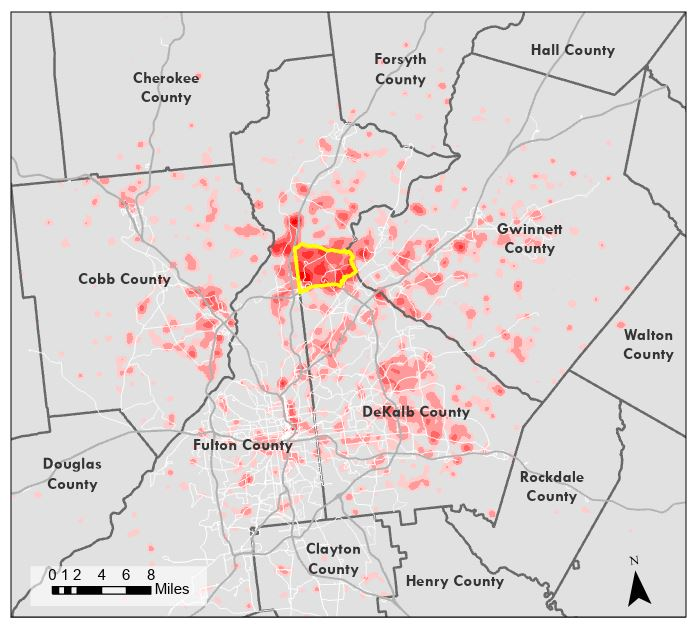 Hall County
Forsyth
County
Cherokee
County
Gwinnett
County
Cobb County
Walton
County
DeKalb County
Fulton County
Douglas
County
Rockdale
County
Clayton
County
Henry County
N
0 1 2 4 6 8
Miles